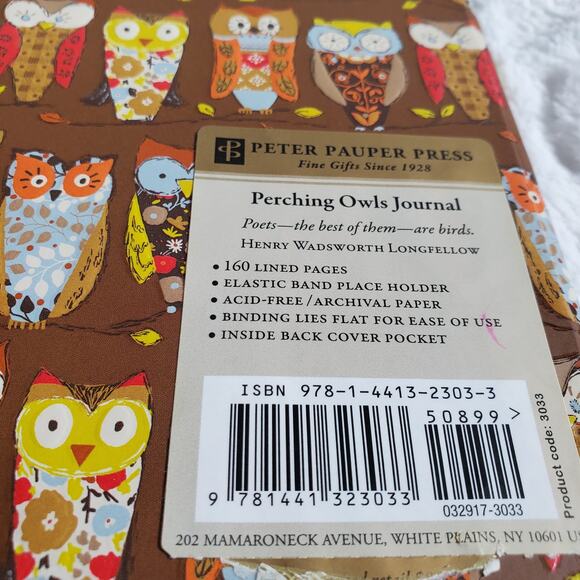 PETER PAUPER PRESS
Fine Gifts Since 1928
Perching Owls Journal
Poets—the best of them—are birds.
HENRY WADSWORTH LONGFELLOW
• 160 LINED PAGES
• ELASTIC BAND PLACE HOLDER
• ACID-FREE/ARCHIVAL PAPER
• BINDING LIES FLAT FOR EASE OF USE
• INSIDE BACK COVER POCKET
ISBN 978-1-4413-2303-3
50899>
9 781441 323033
032917-3033
Product code: 3033
202 MAMARONECK AVENUE, WHITE PLAINS, NY 10601 US